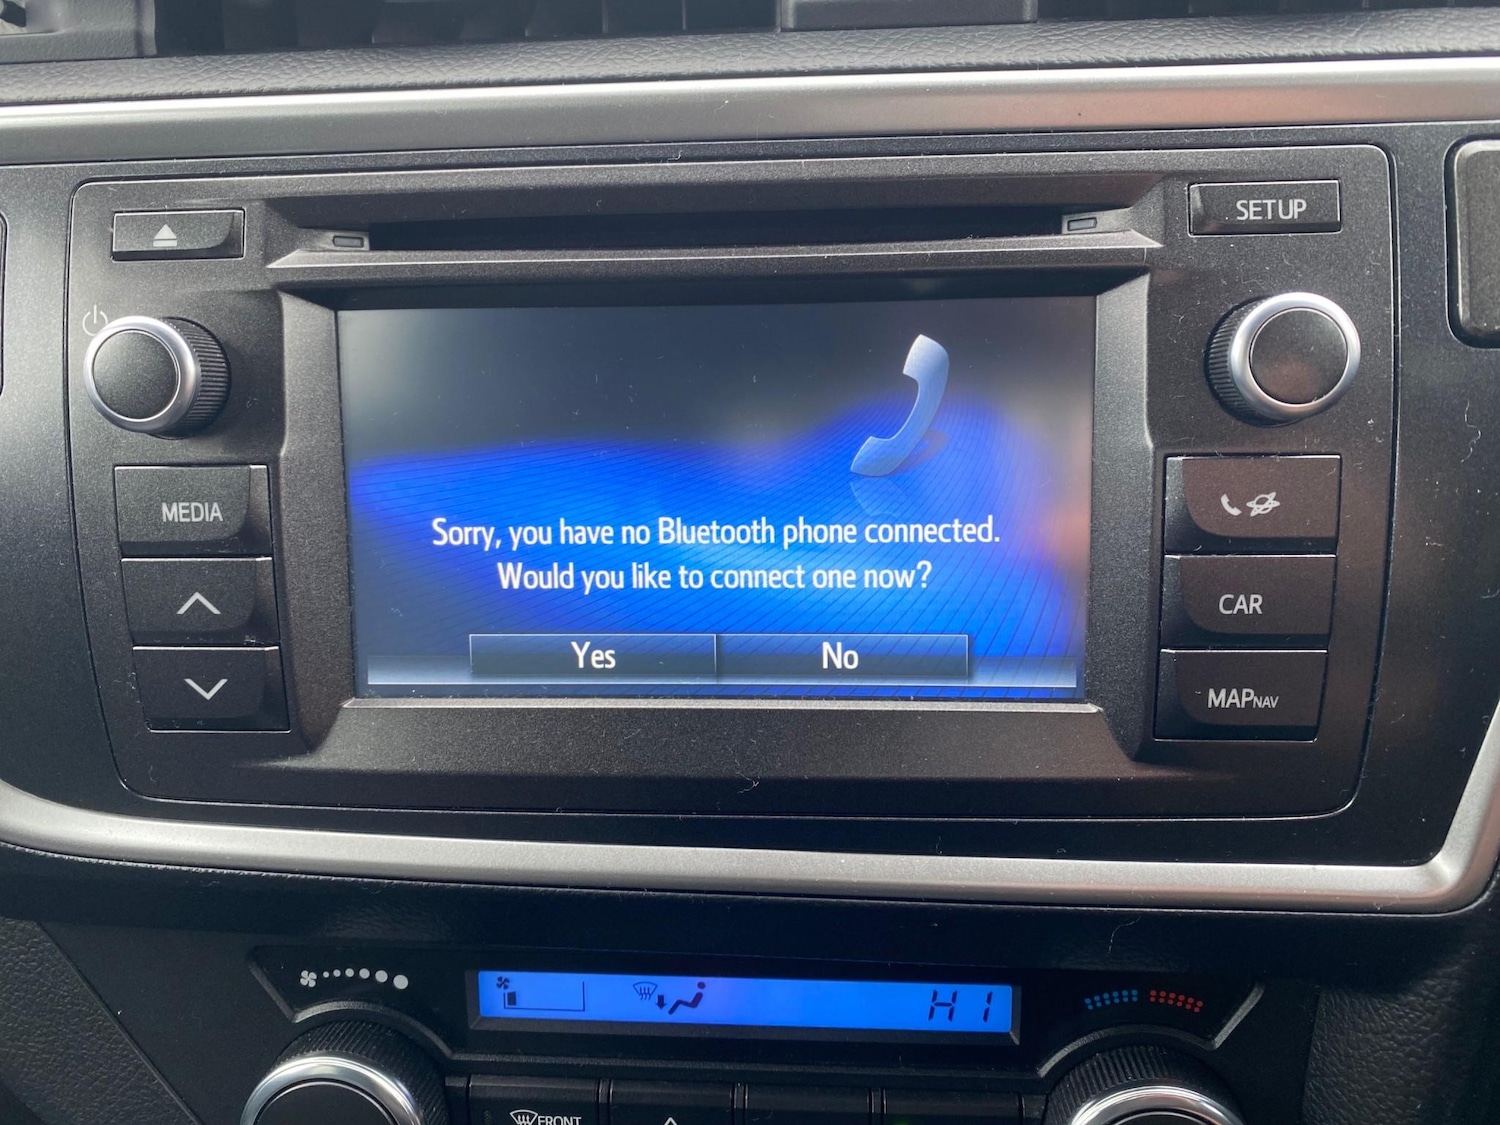 SETUP
MEDIA
Sorry, you have no Bluetooth phone connected.
Would you like to connect one now?
Yes
No
CAR
MAPNAV
HI
FRONT